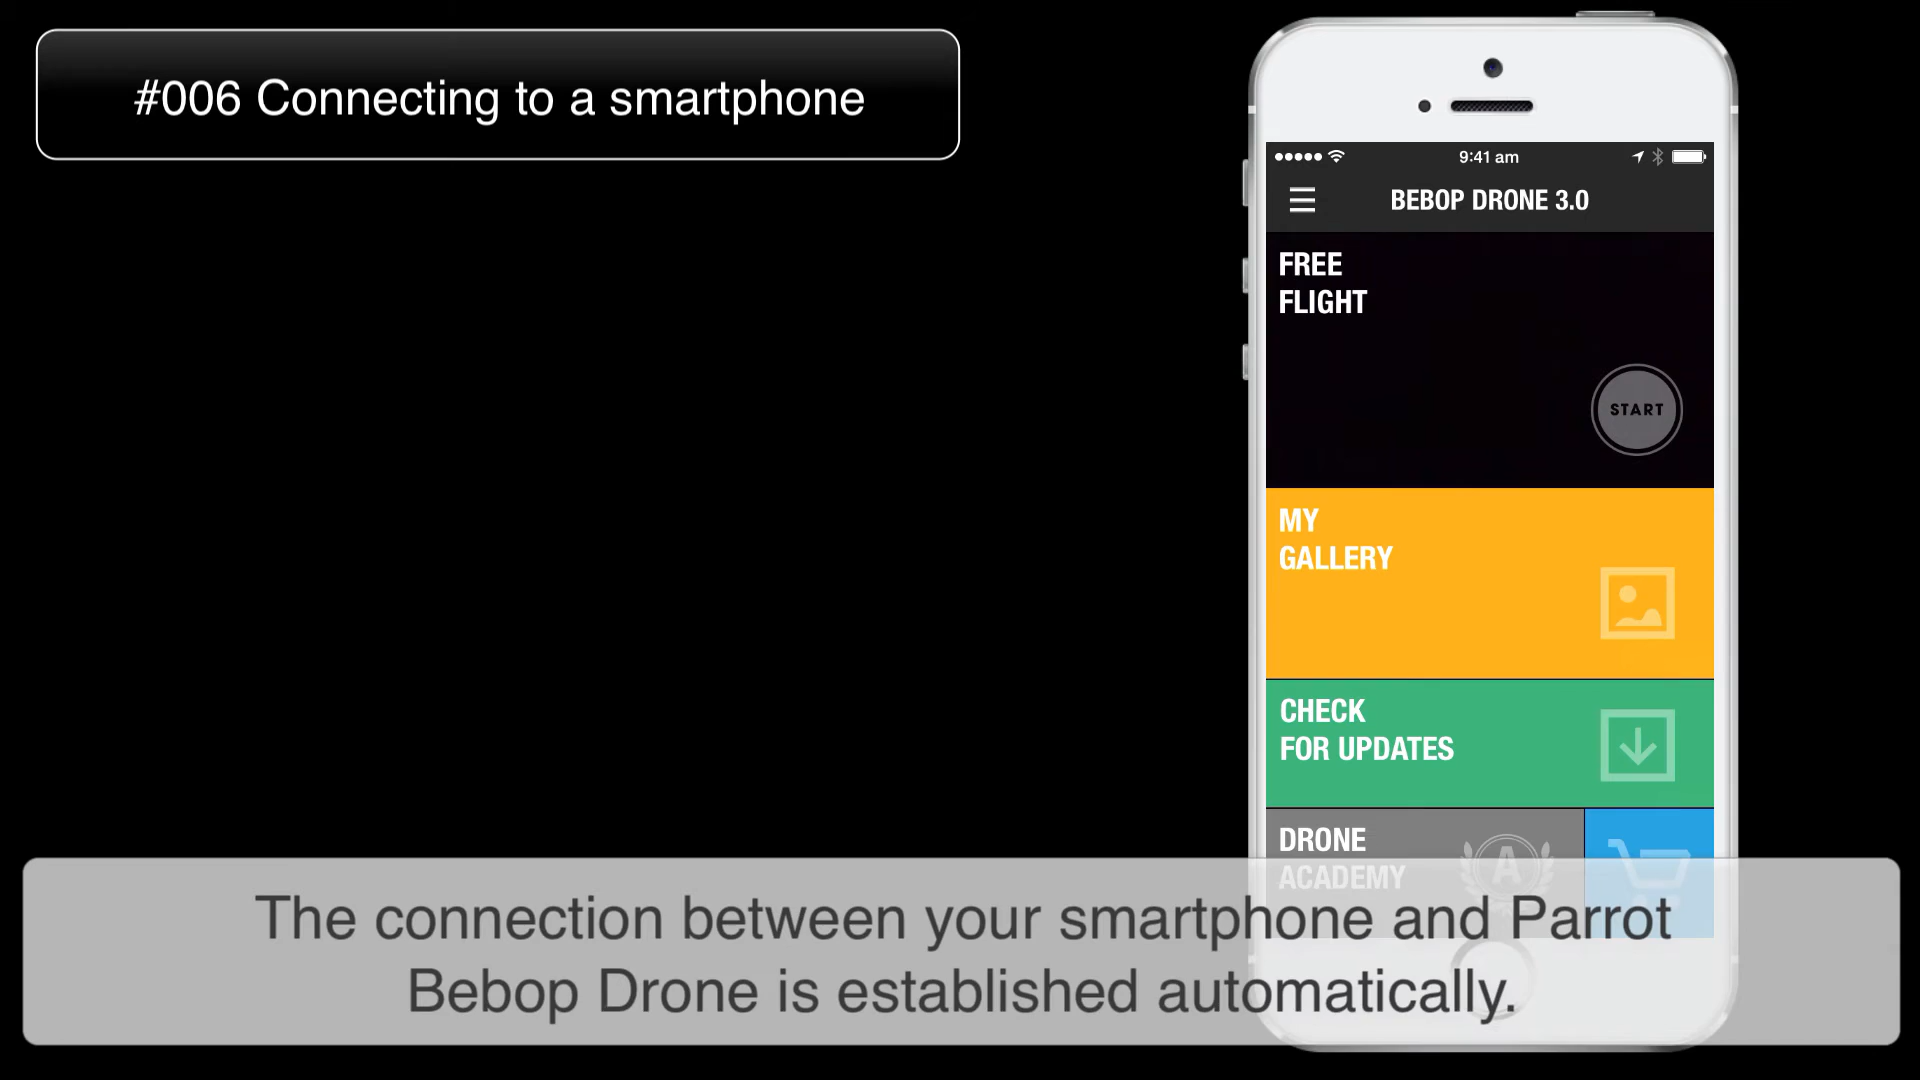 #006 Connecting to a smartphone
9:41 am
BEBOP DRONE 3.0
FREE
FLIGHT
START
MY
GALLERY
CHECK
FOR UPDATES
DRONE
ACADEMY
A
The connection between your smartphone and Parrot
Bebop Drone is established automatically.